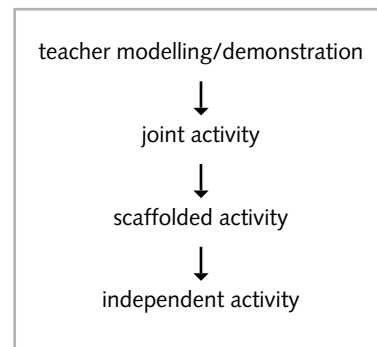 teacher modelling/demonstration
joint activity
scaffolded activity
independent activity